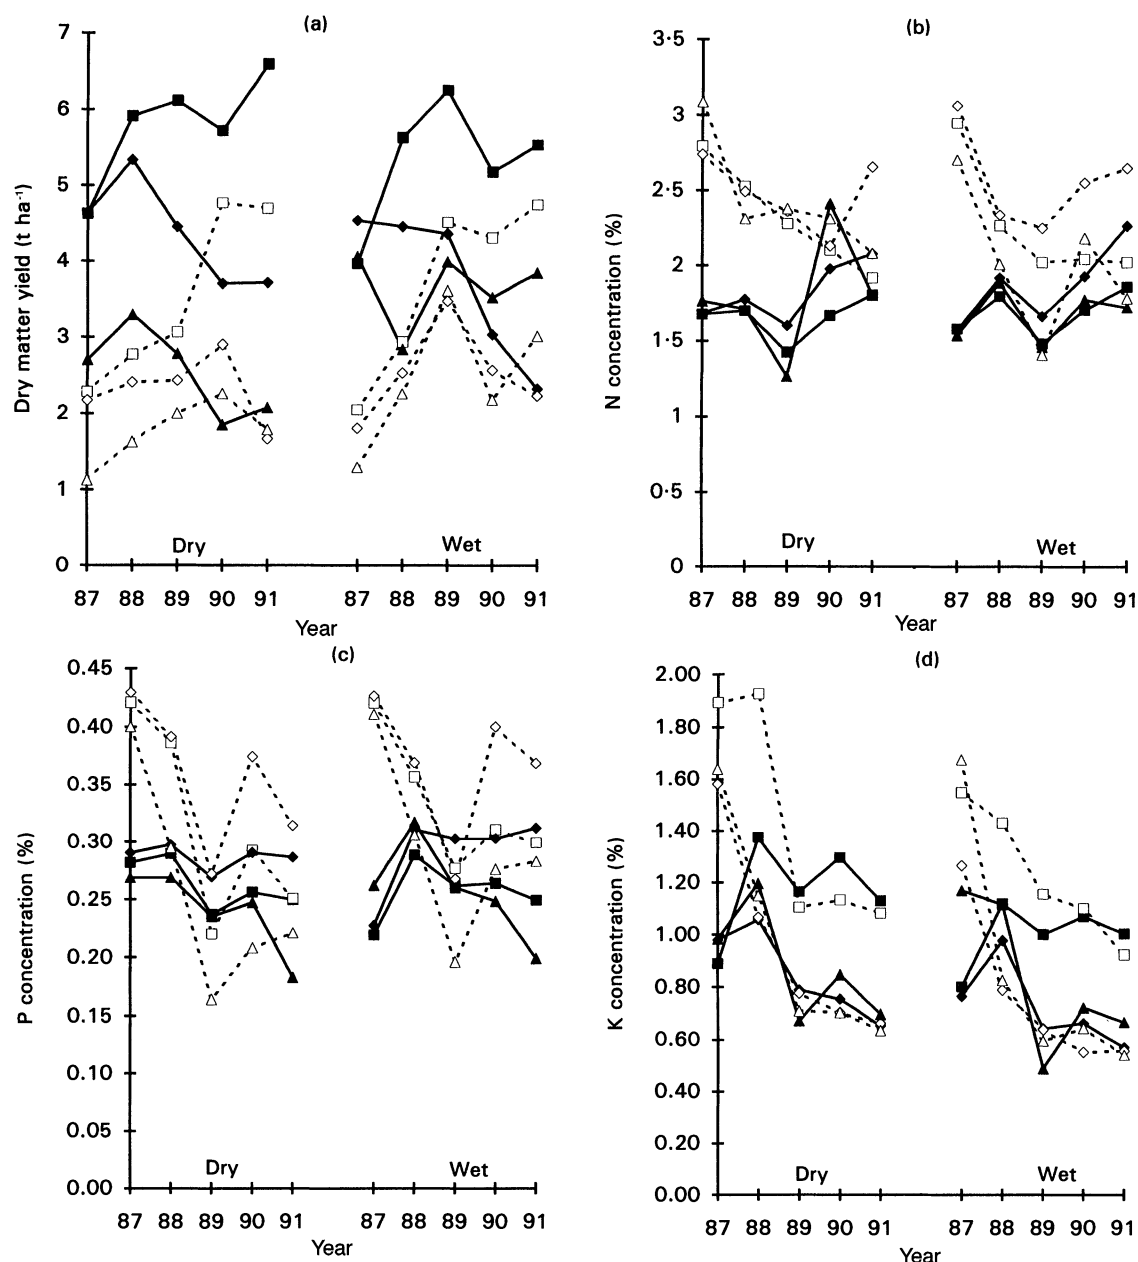 (a)
7
6
5
4
3
2
1
0
Dry matter yield (t ha⁻¹)
Dry
Wet
87 88 89 90 91 87 88 89 90 91
Year
(b)
3·5
3
2·5
2
1·5
1
0·5
0
N concentration (%)
Dry
Wet
87 88 89 90 91 87 88 89 90 91
Year
(c)
0.45
0.40
0.35
0.30
0.25
0.20
0.15
0.10
0.05
0.00
P concentration (%)
Dry
Wet
87 88 89 90 91 87 88 89 90 91
Year
(d)
2.00
1.80
1.60
1.40
1.20
1.00
0.80
0.60
0.40
0.20
0.00
K concentration (%)
Dry
Wet
87 88 89 90 91 87 88 89 90 91
Year